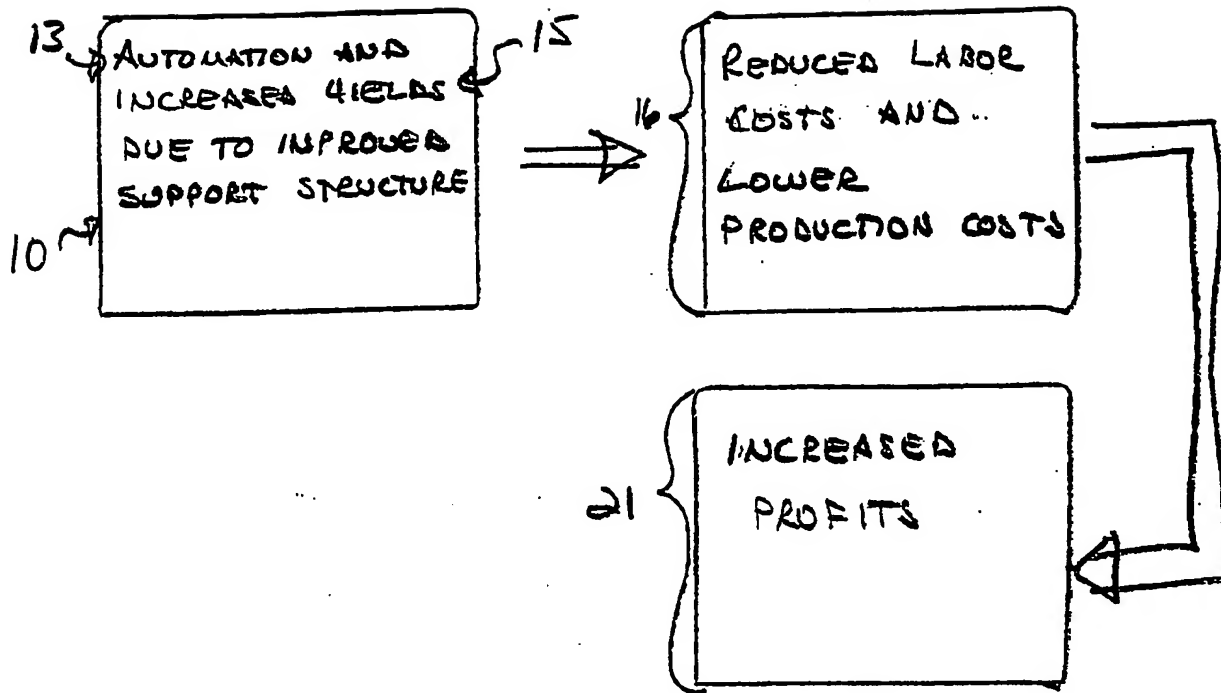 13
AUTOMATION AND
15
INCREASED YIELDS
DUE TO IMPROVED
SUPPORT STRUCTURE
10
16
REDUCED LABOR
COSTS AND
LOWER
PRODUCTION COSTS
21
INCREASED
PROFITS